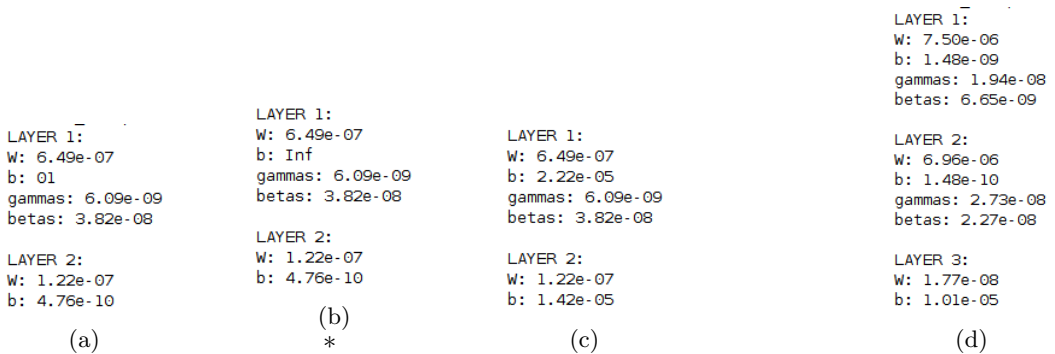 LAYER 1:
W: 6.49e-07
b: 01
gammas: 6.09e-09
betas: 3.82e-08
LAYER 2:
W: 1.22e-07
b: 4.76e-10
(a)
LAYER 1:
W: 6.49e-07
b: Inf
gammas: 6.09e-09
betas: 3.82e-08
LAYER 2:
W: 1.22e-07
b: 4.76e-10
(b)
*
LAYER 1:
W: 6.49e-07
b: 2.22e-05
gammas: 6.09e-09
betas: 3.82e-08
LAYER 2:
W: 1.22e-07
b: 1.42e-05
(c)
LAYER 1:
W: 7.50e-06
b: 1.48e-09
gammas: 1.94e-08
betas: 6.65e-09
LAYER 2:
W: 6.96e-06
b: 1.48e-10
gammas: 2.73e-08
betas: 2.27e-08
LAYER 3:
W: 1.77e-08
b: 1.01e-05
(d)